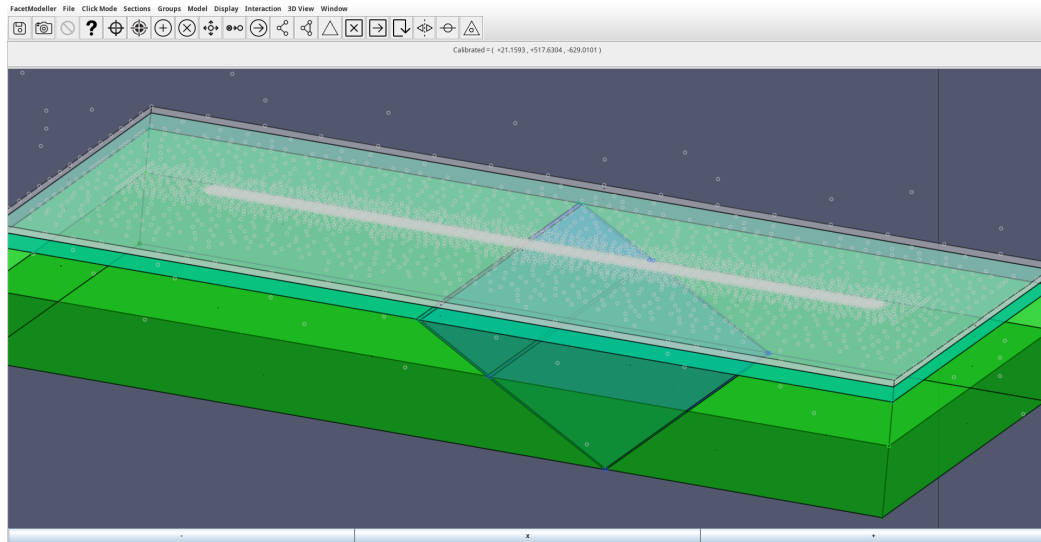 FacetModeller File Click Mode Sections Groups Model Display Interaction 3D View Window
?
Calibrated = ( +21.1593 , +517.6304 , -629.0101 )
- x +